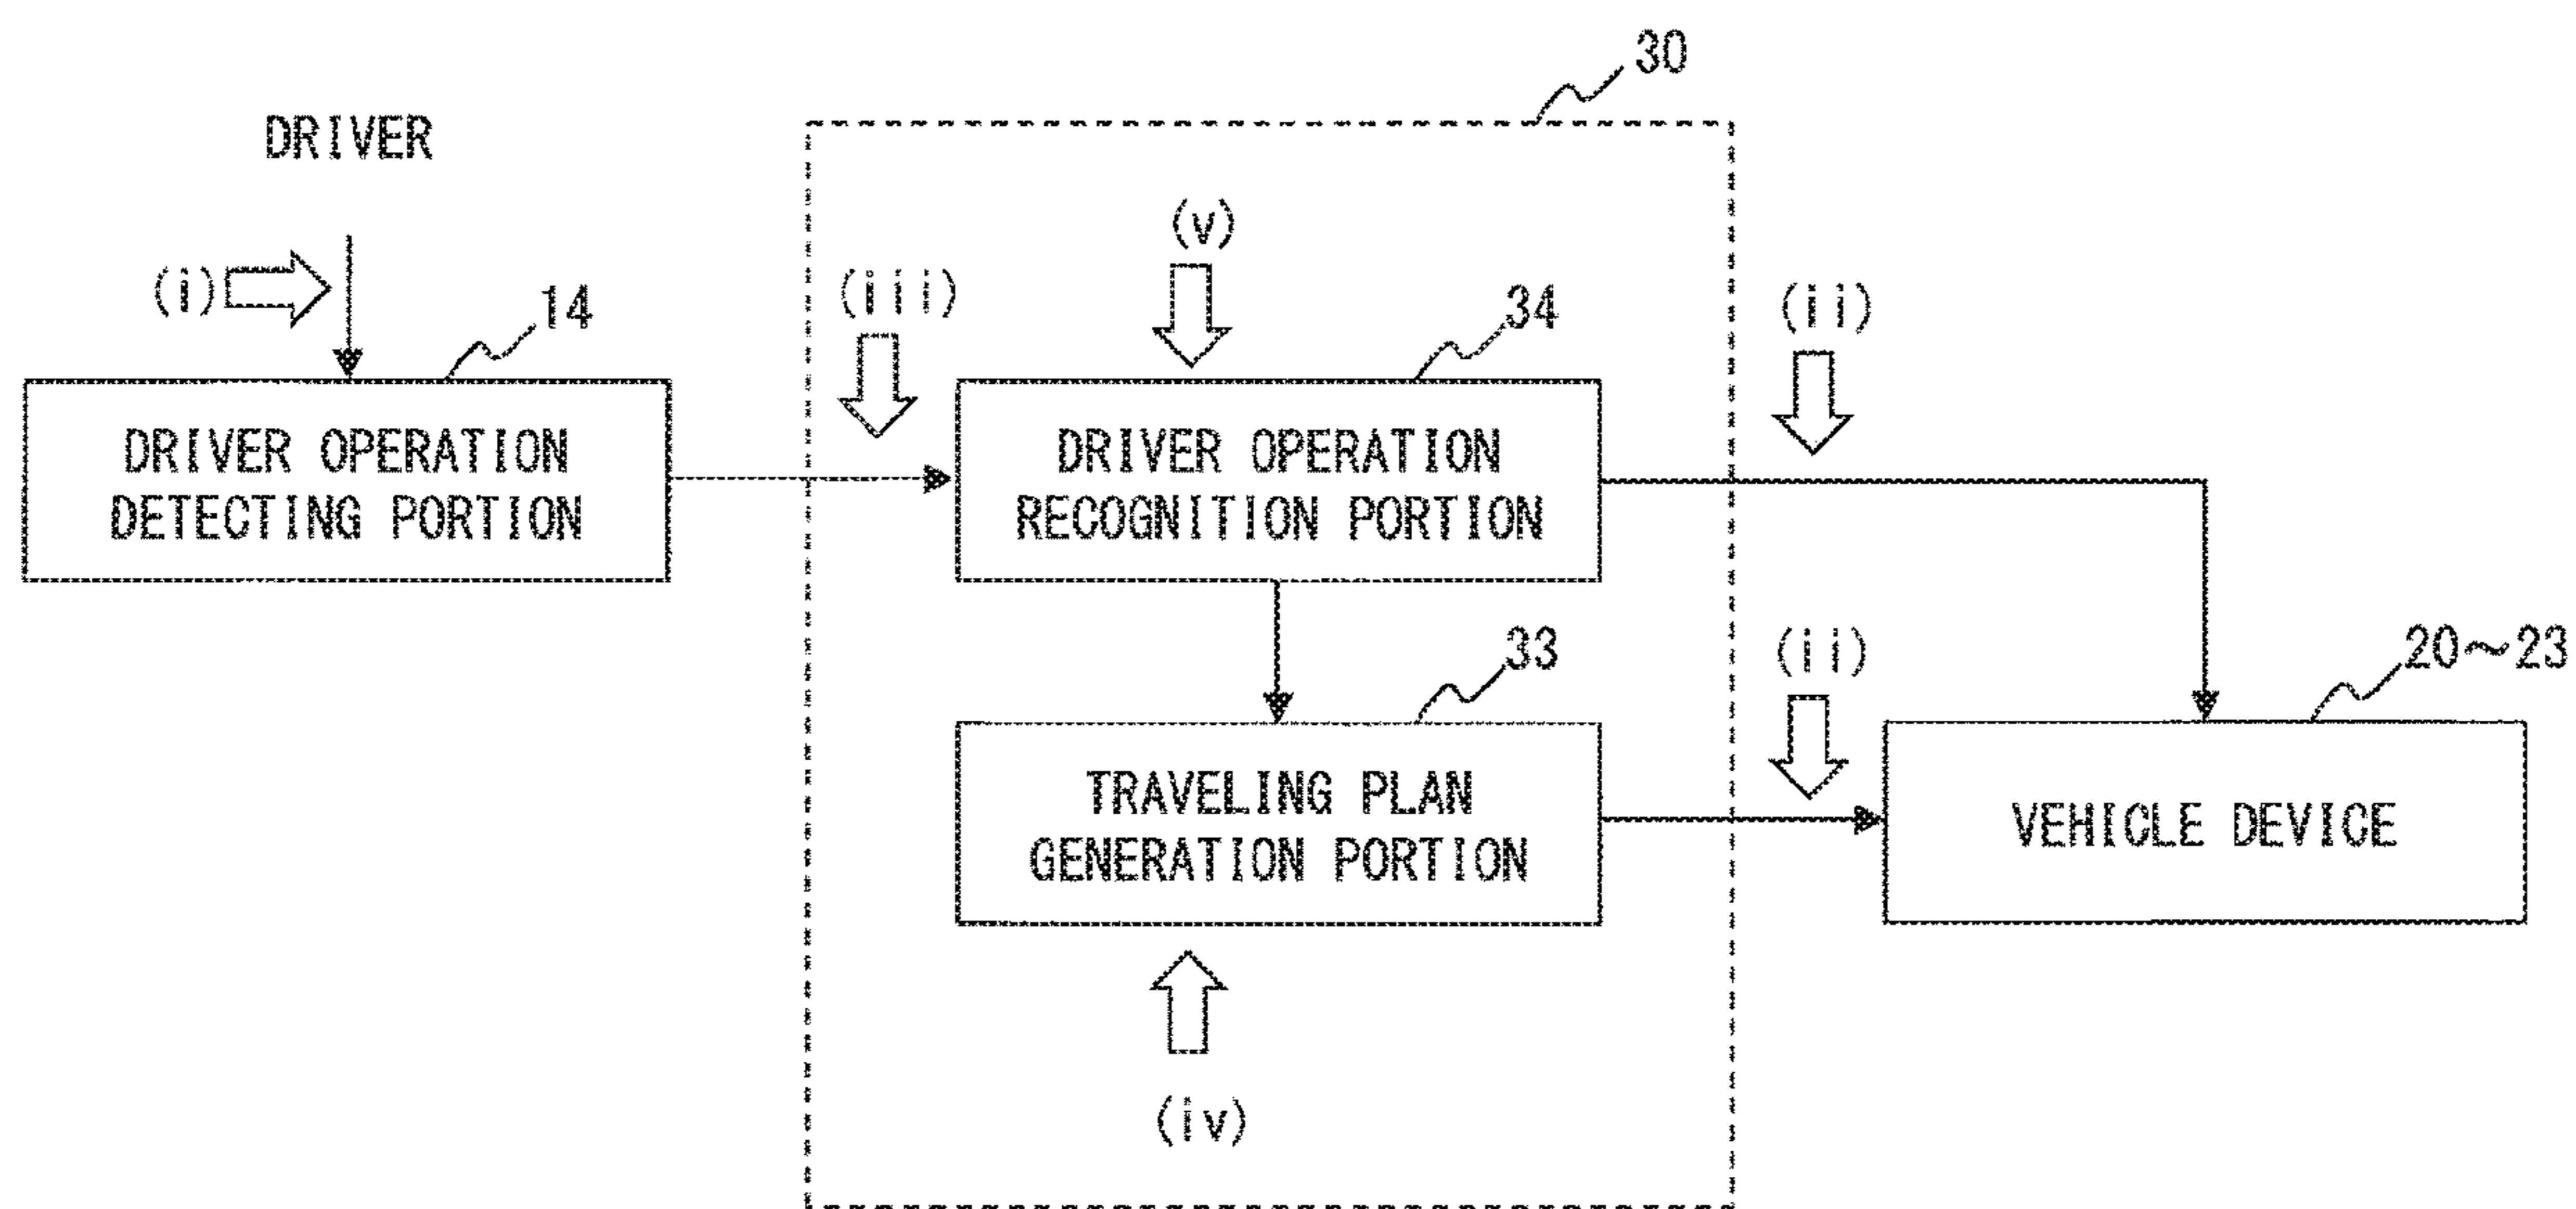 30
DRIVER
(v)
(i)
(iii)
14
34
(ii)
DRIVER OPERATION
DETECTING PORTION
DRIVER OPERATION
RECOGNITION PORTION
33
(ii)
20~23
TRAVELING PLAN
GENERATION PORTION
VEHICLE DEVICE
(iv)